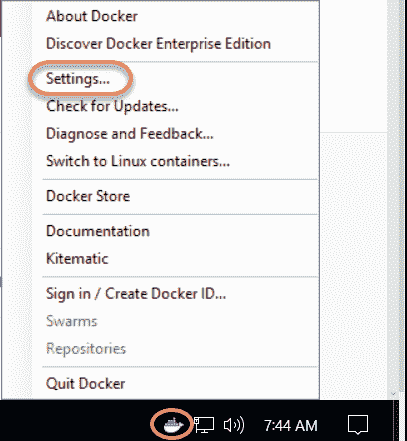 About Docker
Discover Docker Enterprise Edition
Settings...
Check for Updates...
Diagnose and Feedback...
Switch to Linux containers...
Docker Store
Documentation
Kitematic
Sign in / Create Docker ID...
Swarms
Repositories
Quit Docker
7:44 AM